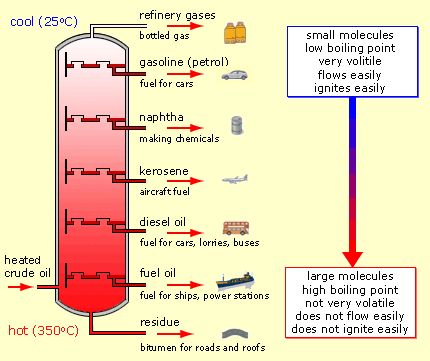 cool (25ºC)
refinery gases
bottled gas
gasoline (petrol)
fuel for cars
naphtha
making chemicals
kerosene
aircraft fuel
diesel oil
fuel for cars, lorries, buses
heated
crude oil
fuel oil
fuel for ships, power stations
hot (350ºC)
residue
bitumen for roads and roofs
small molecules
low boiling point
very volitile
flows easily
ignites easily
large molecules
high boiling point
not very volatile
does not flow easily
does not ignite easily